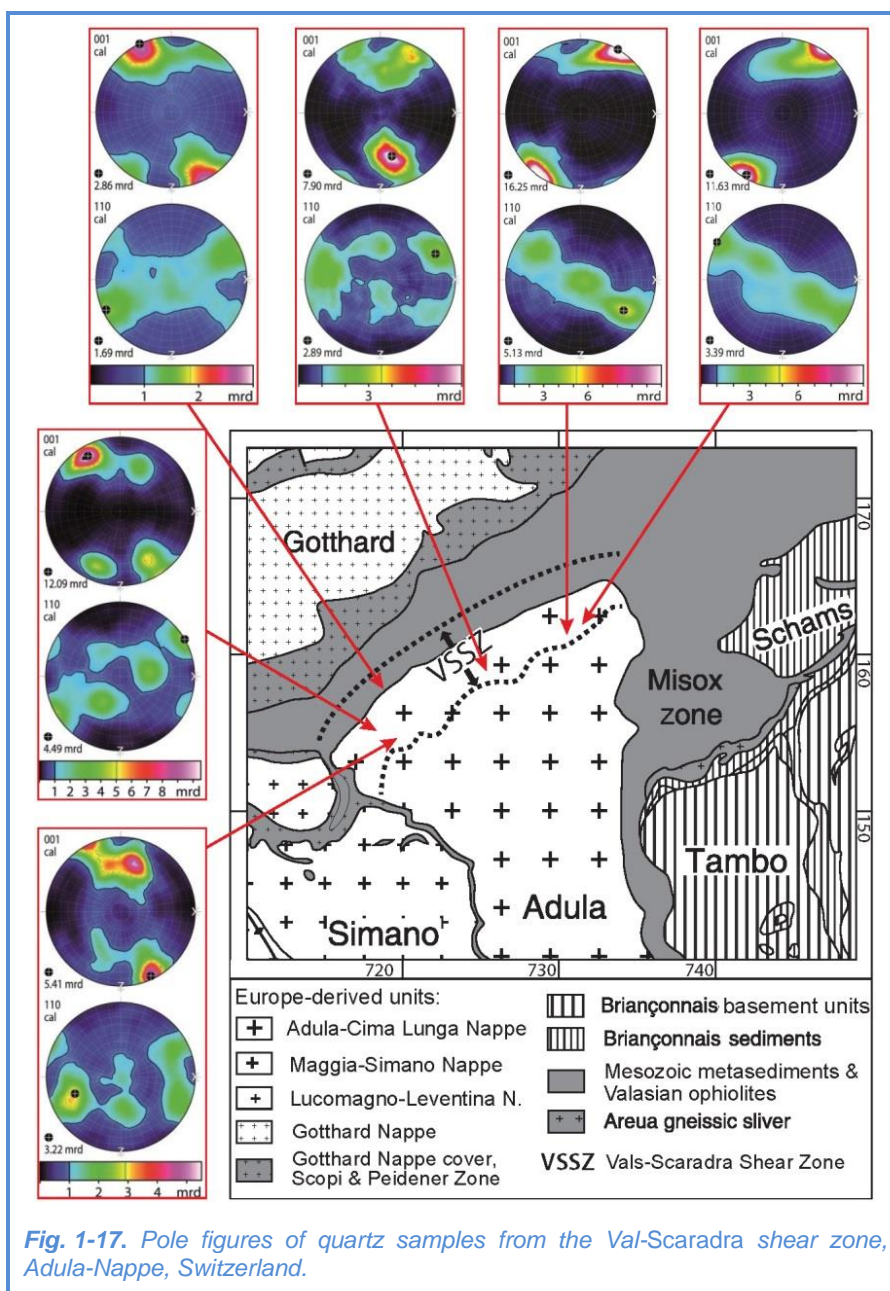 001
cal
X
2.86 mrd
Z
110
cal
X
1.69 mrd
Z
1 2 mrd
001
cal
X
7.90 mrd
Z
110
cal
X
2.89 mrd
Z
3 mrd
001
cal
X
16.25 mrd
Z
110
cal
X
5.13 mrd
Z
3 6 mrd
001
cal
X
11.63 mrd
Z
110
cal
X
3.39 mrd
Z
3 6 mrd
001
cal
X
12.09 mrd
Z
110
cal
X
4.49 mrd
Z
1 2 3 4 5 6 7 8 mrd
001
cal
X
5.41 mrd
Z
110
cal
X
3.22 mrd
Z
1 2 3 4 mrd
Gotthard
VSSZ
Schams
Misox
zone
Tambo
Adula
Simano
170
160
150
720 730 740
Europe-derived units:
Adula-Cima Lunga Nappe
Maggia-Simano Nappe
Lucomagno-Leventina N.
Gotthard Nappe
Gotthard Nappe cover,
Scopi & Peidener Zone
Briançonnais basement units
Briançonnais sediments
Mesozoic metasediments &
Valasian ophiolites
Areua gneissic sliver
VSSZ Vals-Scaradra Shear Zone
Fig. 1-17. Pole figures of quartz samples from the Val-Scaradra shear zone,
Adula-Nappe, Switzerland.